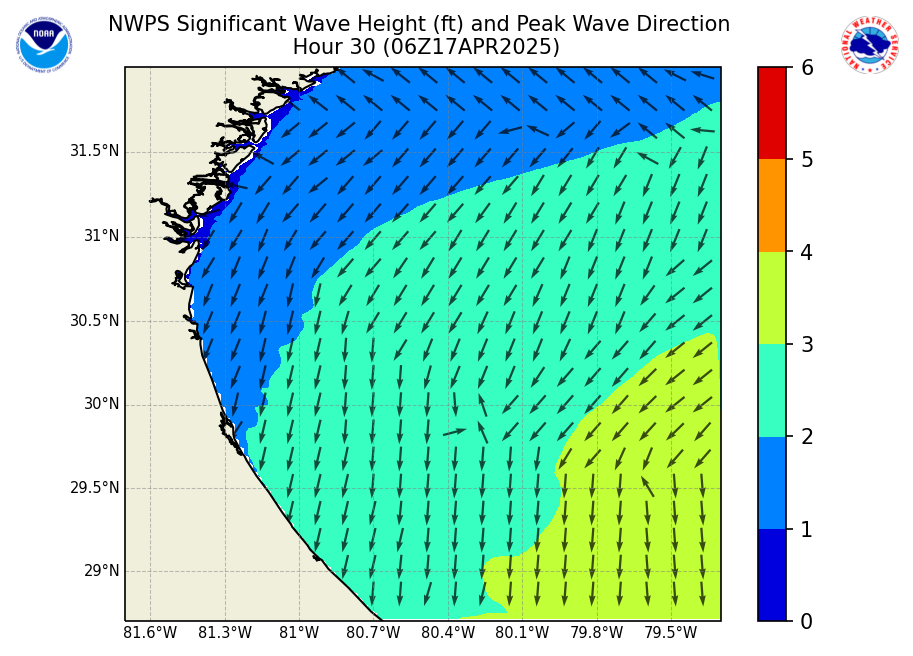 NWPS Significant Wave Height (ft) and Peak Wave Direction
Hour 30 (06Z17APR2025)
NOAA
NATIONAL WEATHER SERVICE
6
5
4
3
2
1
0
31.5°N
31°N
30.5°N
30°N
29.5°N
29°N
81.6°W 81.3°W 81°W 80.7°W 80.4°W 80.1°W 79.8°W 79.5°W